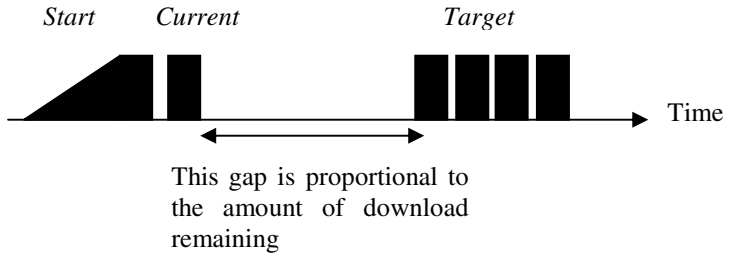 Start Current Target
Time
This gap is proportional to
the amount of download
remaining